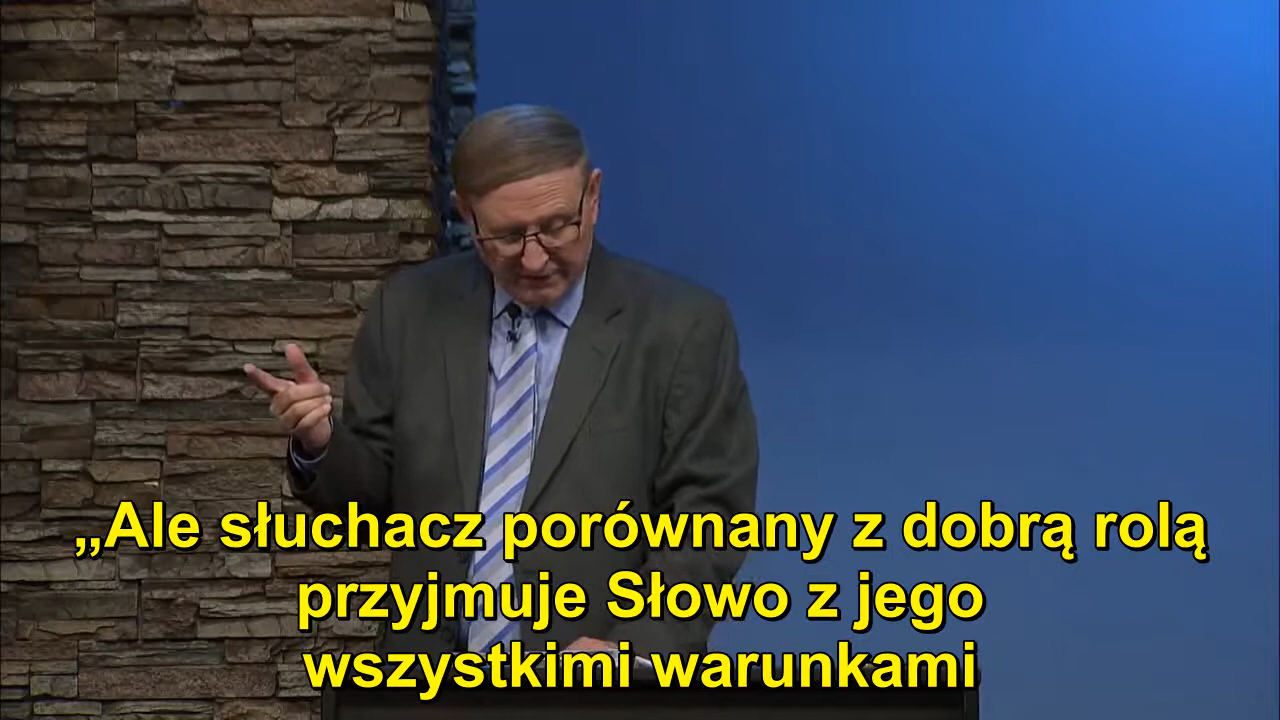 „Ale słuchacz porównany z dobrą rolą
przyjmuje Słowo z jego
wszystkimi warunkami